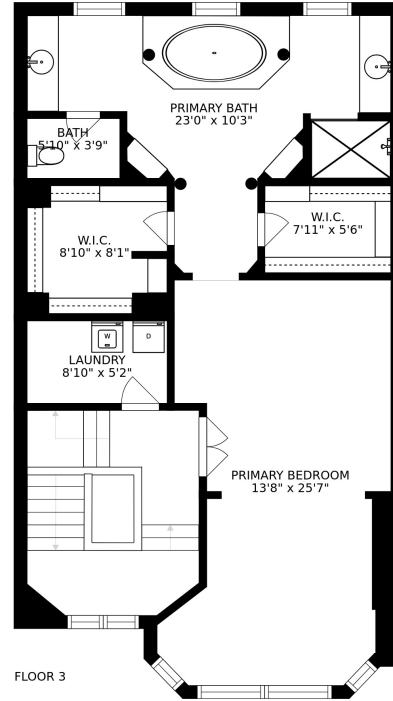 PRIMARY BATH
23'0" x 10'3"
BATH
5'10" x 3'9"
W.I.C.
7'11" x 5'6"
W.I.C.
8'10" x 8'1"
W
D
LAUNDRY
8'10" x 5'2"
PRIMARY BEDROOM
13'8" x 25'7"
FLOOR 3